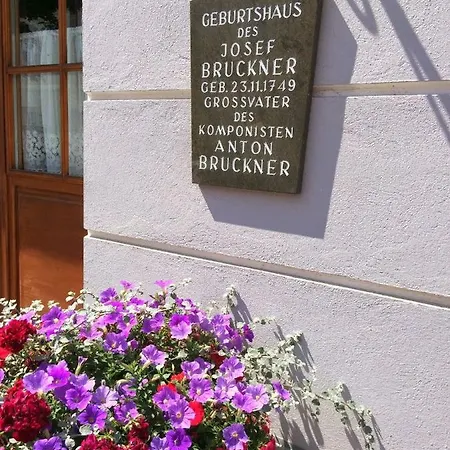 GEBURTSHAUS
DES
JOSEF
BRUCKNER
GEB. 23.11.1749
GROSSVATER
DES
KOMPONISTEN
ANTON
BRUCKNER